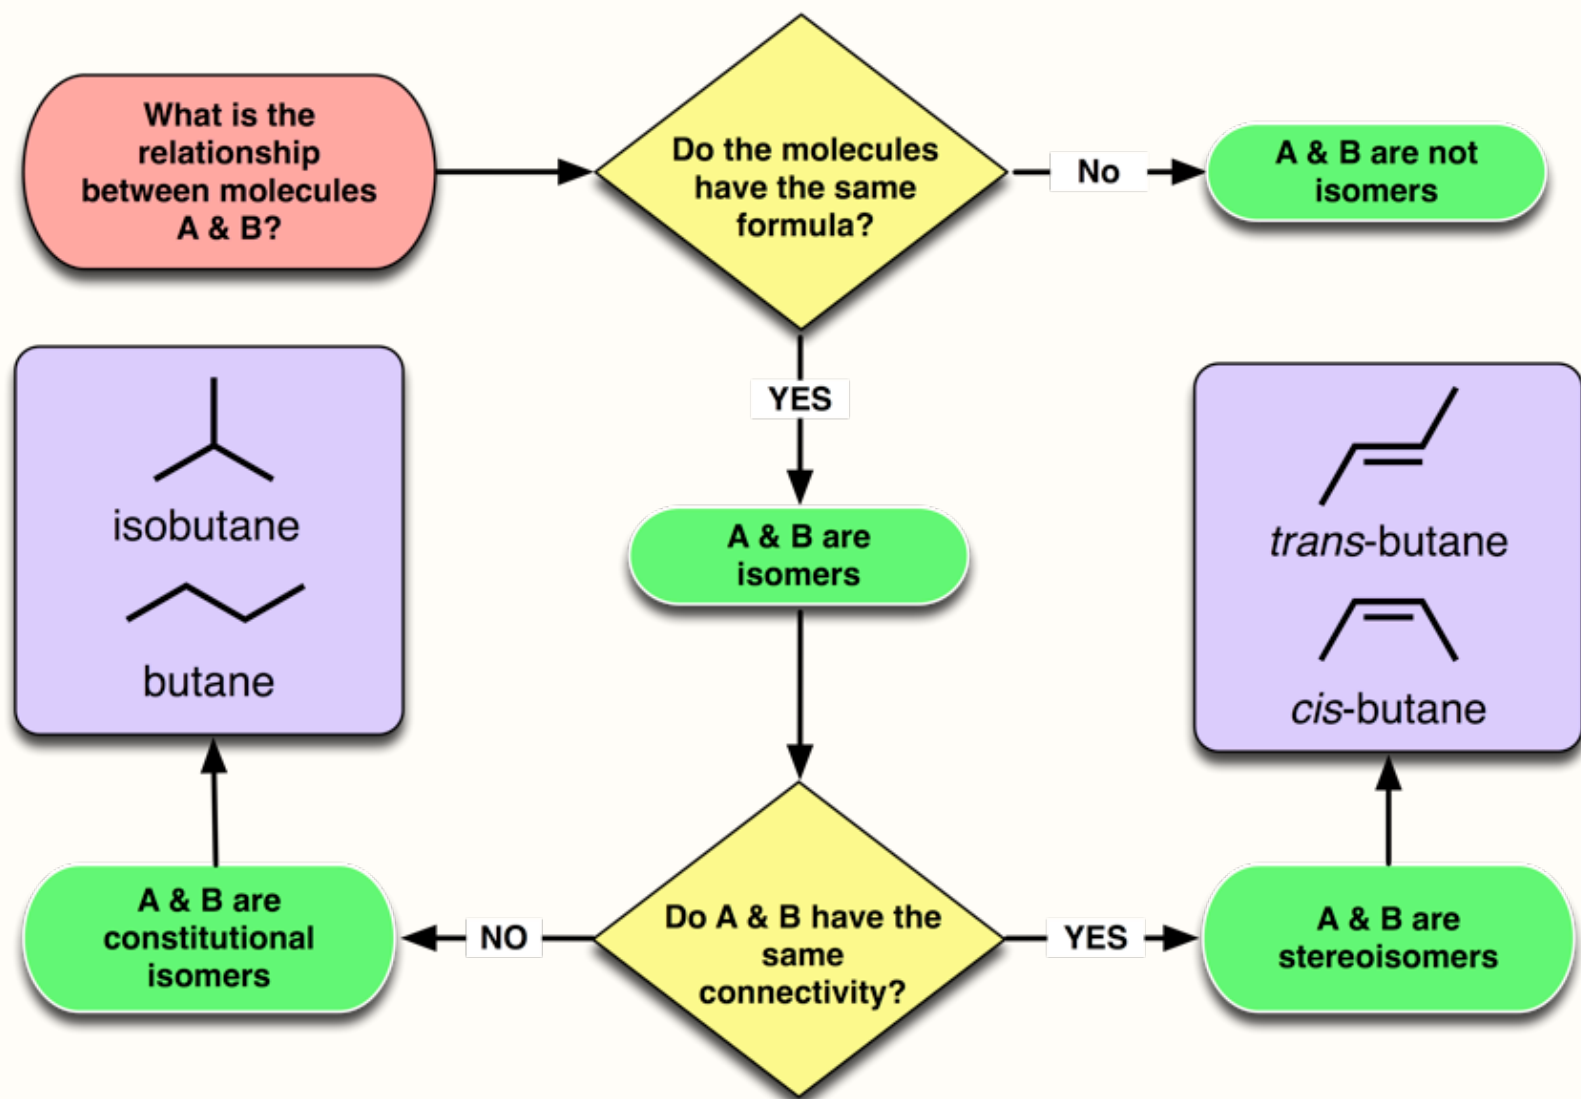 What is the
relationship
between molecules
A & B?
Do the molecules
have the same
formula?
No
A & B are not
isomers
YES
A & B are
isomers
isobutane
butane
trans-butane
cis-butane
A & B are
constitutional
isomers
NO
Do A & B have the
same
connectivity?
YES
A & B are
stereoisomers